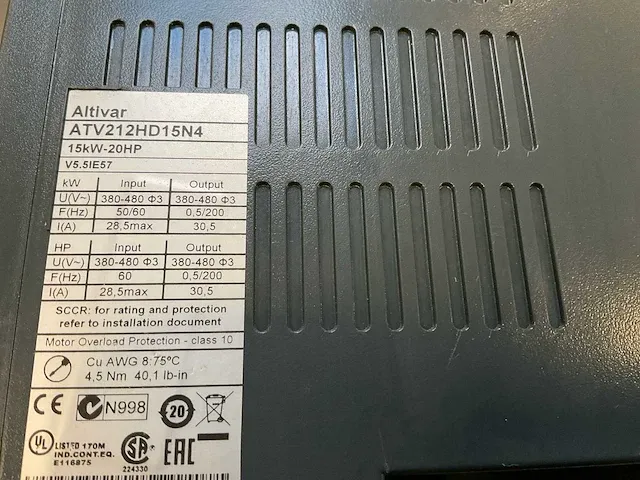 Altivar
ATV212HD15N4
15kW-20HP
V5.5IE57
kW Input Output
U(V~) 380-480 Φ3 380-480 Φ3
F(Hz) 50/60 0,5/200
I(A) 28,5max 30,5
HP Input Output
U(V~) 380-480 Φ3 380-480 Φ3
F(Hz) 60 0,5/200
I(A) 28,5max 30,5
SCCR: for rating and protection
refer to installation document
Motor Overload Protection - class 10
Cu AWG 8 75°C
4,5 Nm 40,1 lb-in
CE N998 20
UL LISTED 170M
IND.CONT.EQ.
E116875
SA
224330
EAC